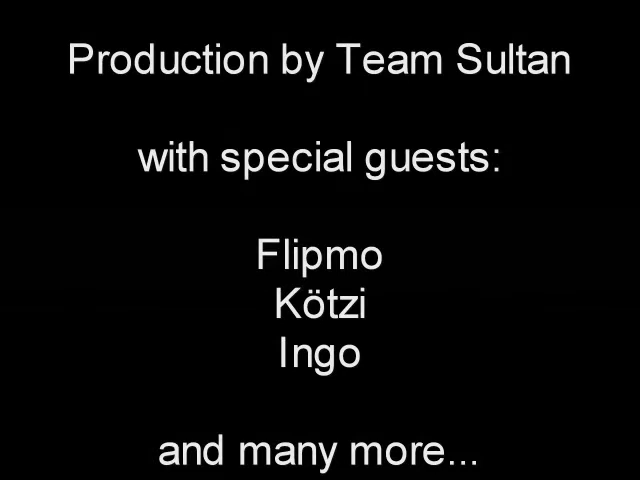 Production by Team Sultan
with special guests:
Flipmo
Kötzi
Ingo
and many more...